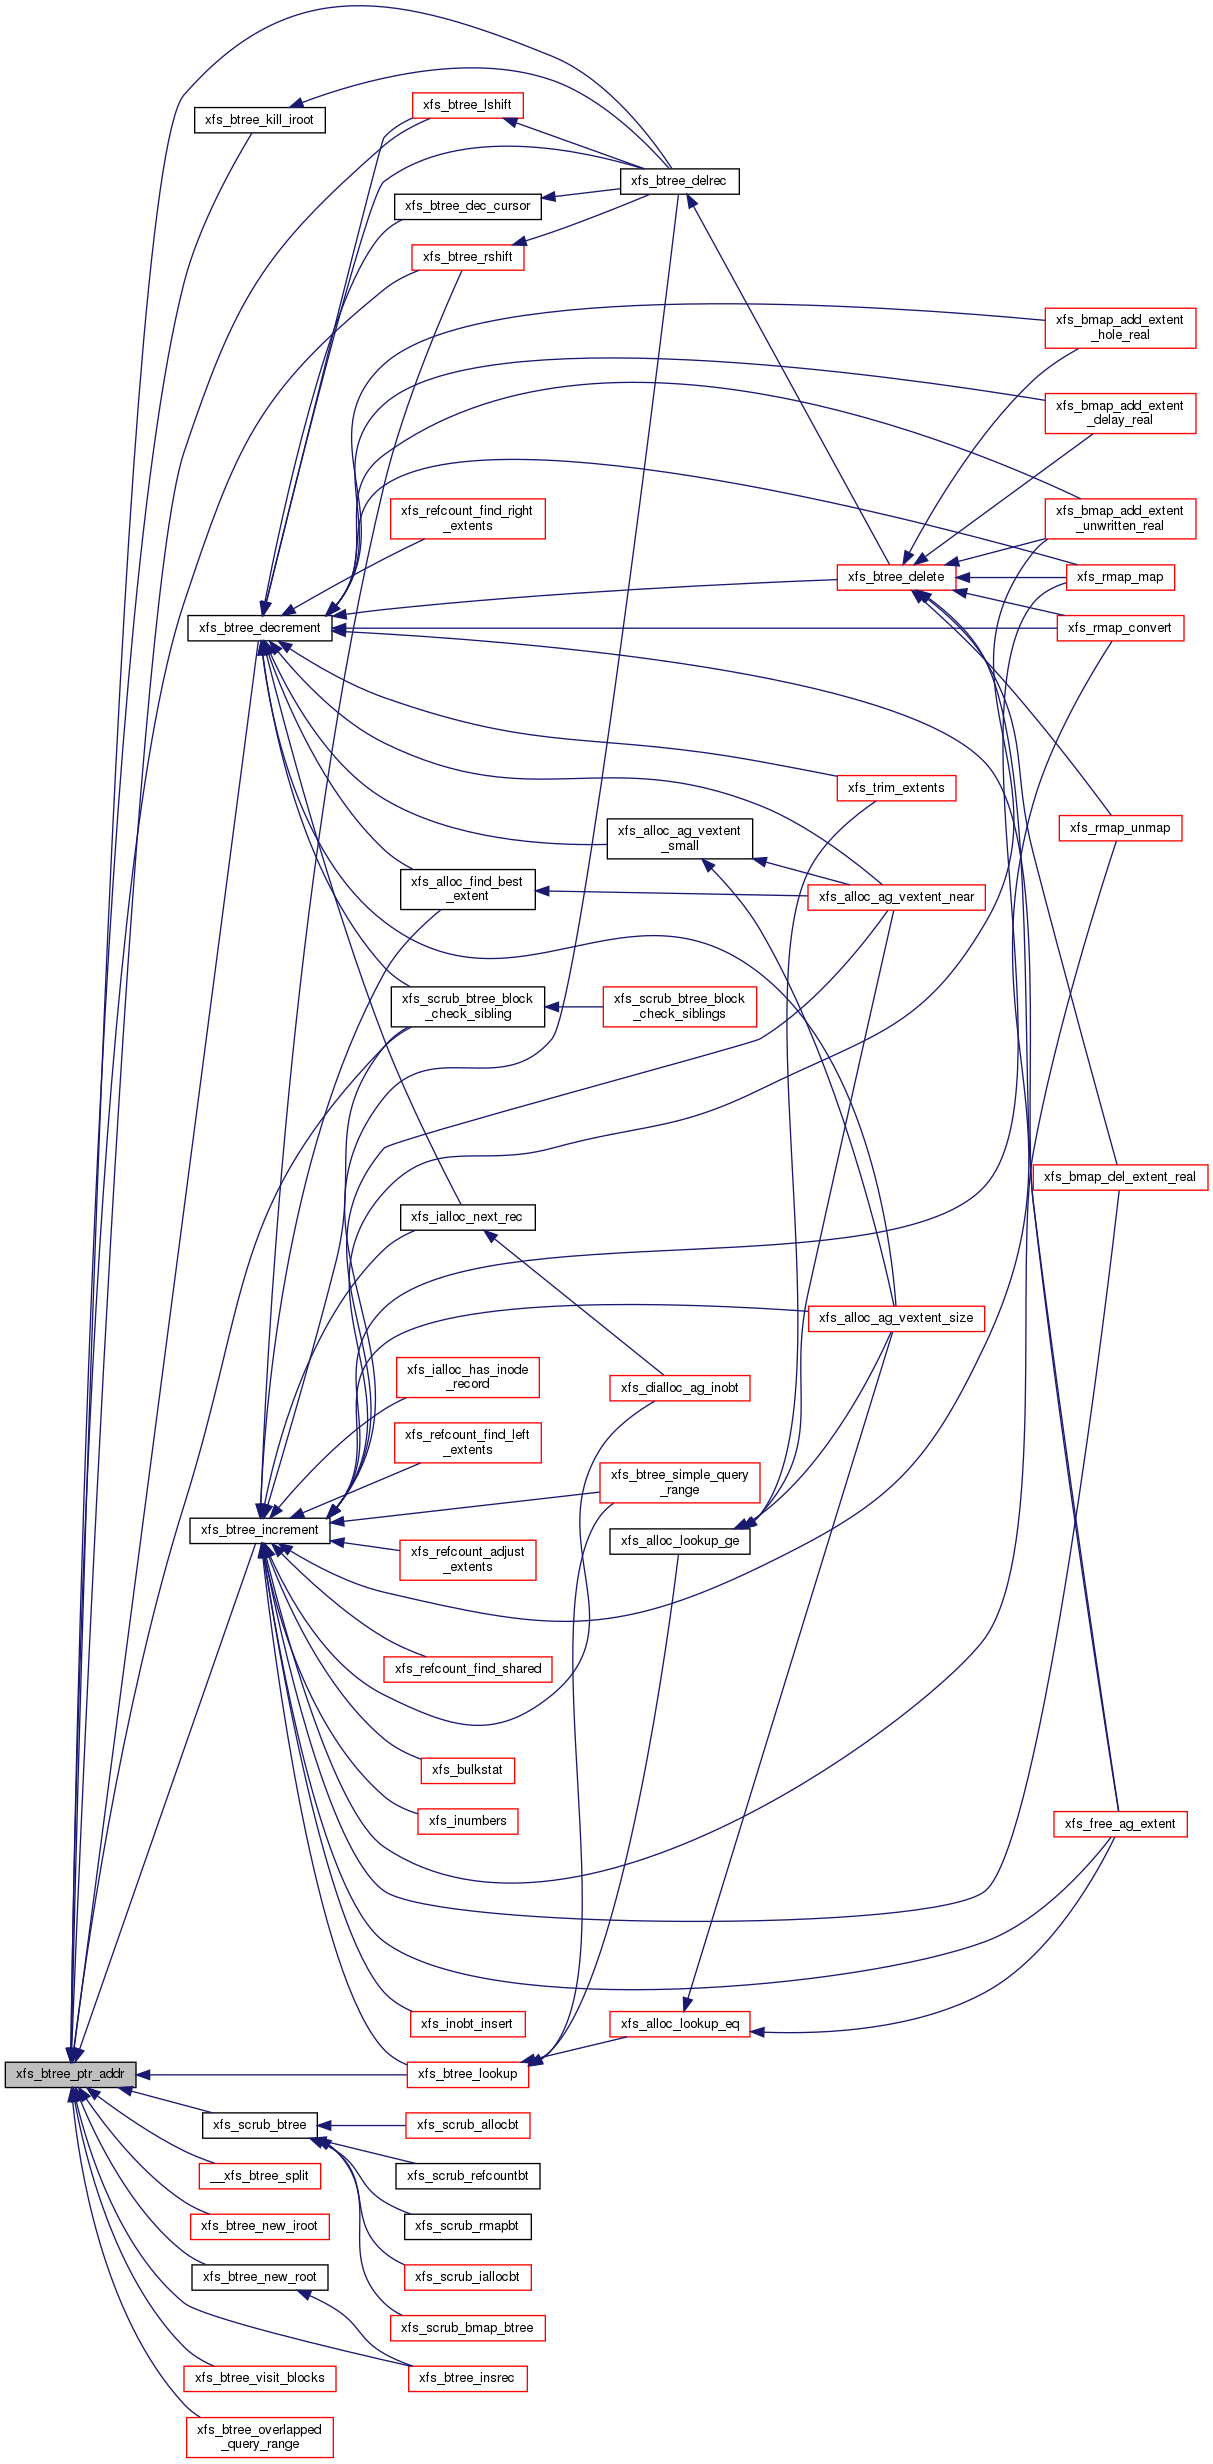 xfs_btree_kill_iroot
xfs_btree_lshift
xfs_btree_delrec
xfs_btree_dec_cursor
xfs_btree_rshift
xfs_bmap_add_extent
_hole_real
xfs_bmap_add_extent
_delay_real
xfs_refcount_find_right
_extents
xfs_bmap_add_extent
_unwritten_real
xfs_btree_delete
xfs_rmap_map
xfs_btree_decrement
xfs_rmap_convert
xfs_trim_extents
xfs_alloc_ag_vextent
_small
xfs_rmap_unmap
xfs_alloc_find_best
_extent
xfs_alloc_ag_vextent_near
xfs_scrub_btree_block
_check_sibling
xfs_scrub_btree_block
_check_siblings
xfs_bmap_del_extent_real
xfs_ialloc_next_rec
xfs_alloc_ag_vextent_size
xfs_ialloc_has_inode
_record
xfs_dialloc_ag_inobt
xfs_refcount_find_left
_extents
xfs_btree_simple_query
_range
xfs_btree_increment
xfs_alloc_lookup_ge
xfs_refcount_adjust
_extents
xfs_refcount_find_shared
xfs_bulkstat
xfs_inumbers
xfs_free_ag_extent
xfs_inobt_insert
xfs_alloc_lookup_eq
xfs_btree_ptr_addr
xfs_btree_lookup
xfs_scrub_btree
xfs_scrub_allocbt
__xfs_btree_split
xfs_scrub_refcountbt
xfs_btree_new_iroot
xfs_scrub_rmapbt
xfs_btree_new_root
xfs_scrub_iallocbt
xfs_scrub_bmap_btree
xfs_btree_visit_blocks
xfs_btree_insrec
xfs_btree_overlapped
_query_range